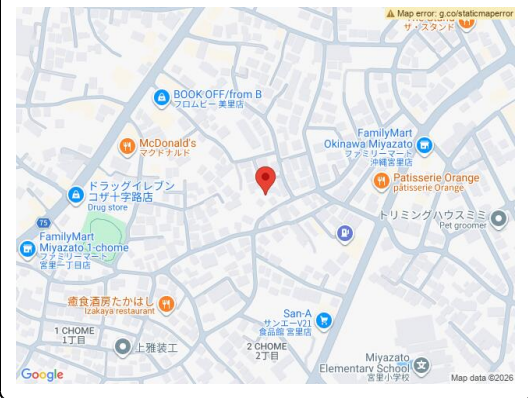 ⚠ Map error: g.co/staticmaperror
ザ・スタンド
BOOK OFF/from B
フロムビー 美里店
McDonald's
マクドナルド
FamilyMart
Okinawa Miyazato
ファミリーマート
沖縄宮里店
Patisserie Orange
pâtisserie Orange
ドラッグイレブン
コザ十字路店
Drug store
トリミングハウスミミ
Pet groomer
75
FamilyMart
Miyazato 1-chome
ファミリーマート
宮里一丁目店
癒食酒房たかはし
Izakaya restaurant
San-A
サンエーV21
食品館 宮里店
1 CHOME
1丁目
上雅装工
2 CHOME
2丁目
Miyazato
Elementary School
宮里小学校
Google
Map data ©2026